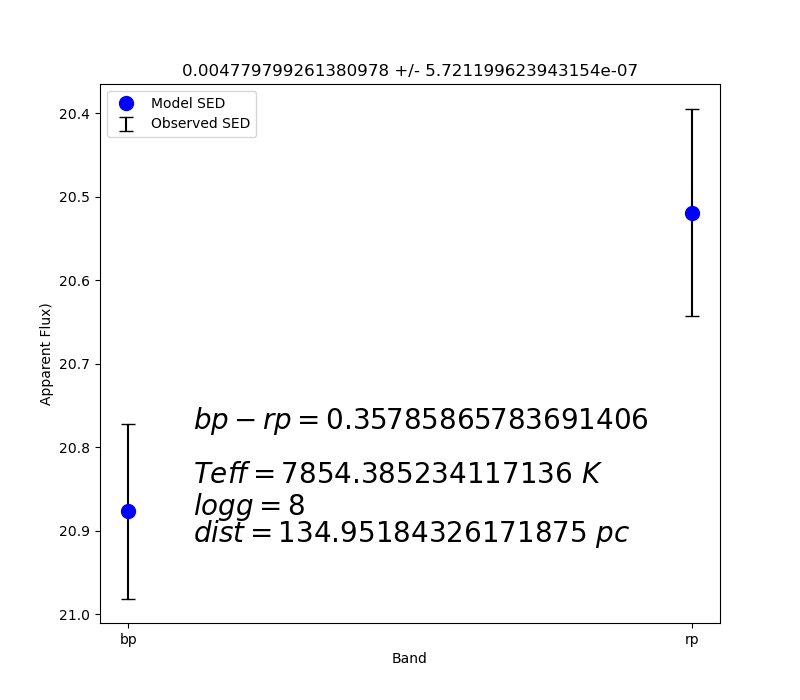 0.004779799261380978 +/- 5.721199623943154e-07
Model SED
Observed SED
20.4
20.5
20.6
20.7
20.8
20.9
21.0
Apparent Flux)
bp − rp = 0.35785865783691406
Teff = 7854.385234117136 K
logg = 8
dist = 134.95184326171875 pc
bp
rp
Band